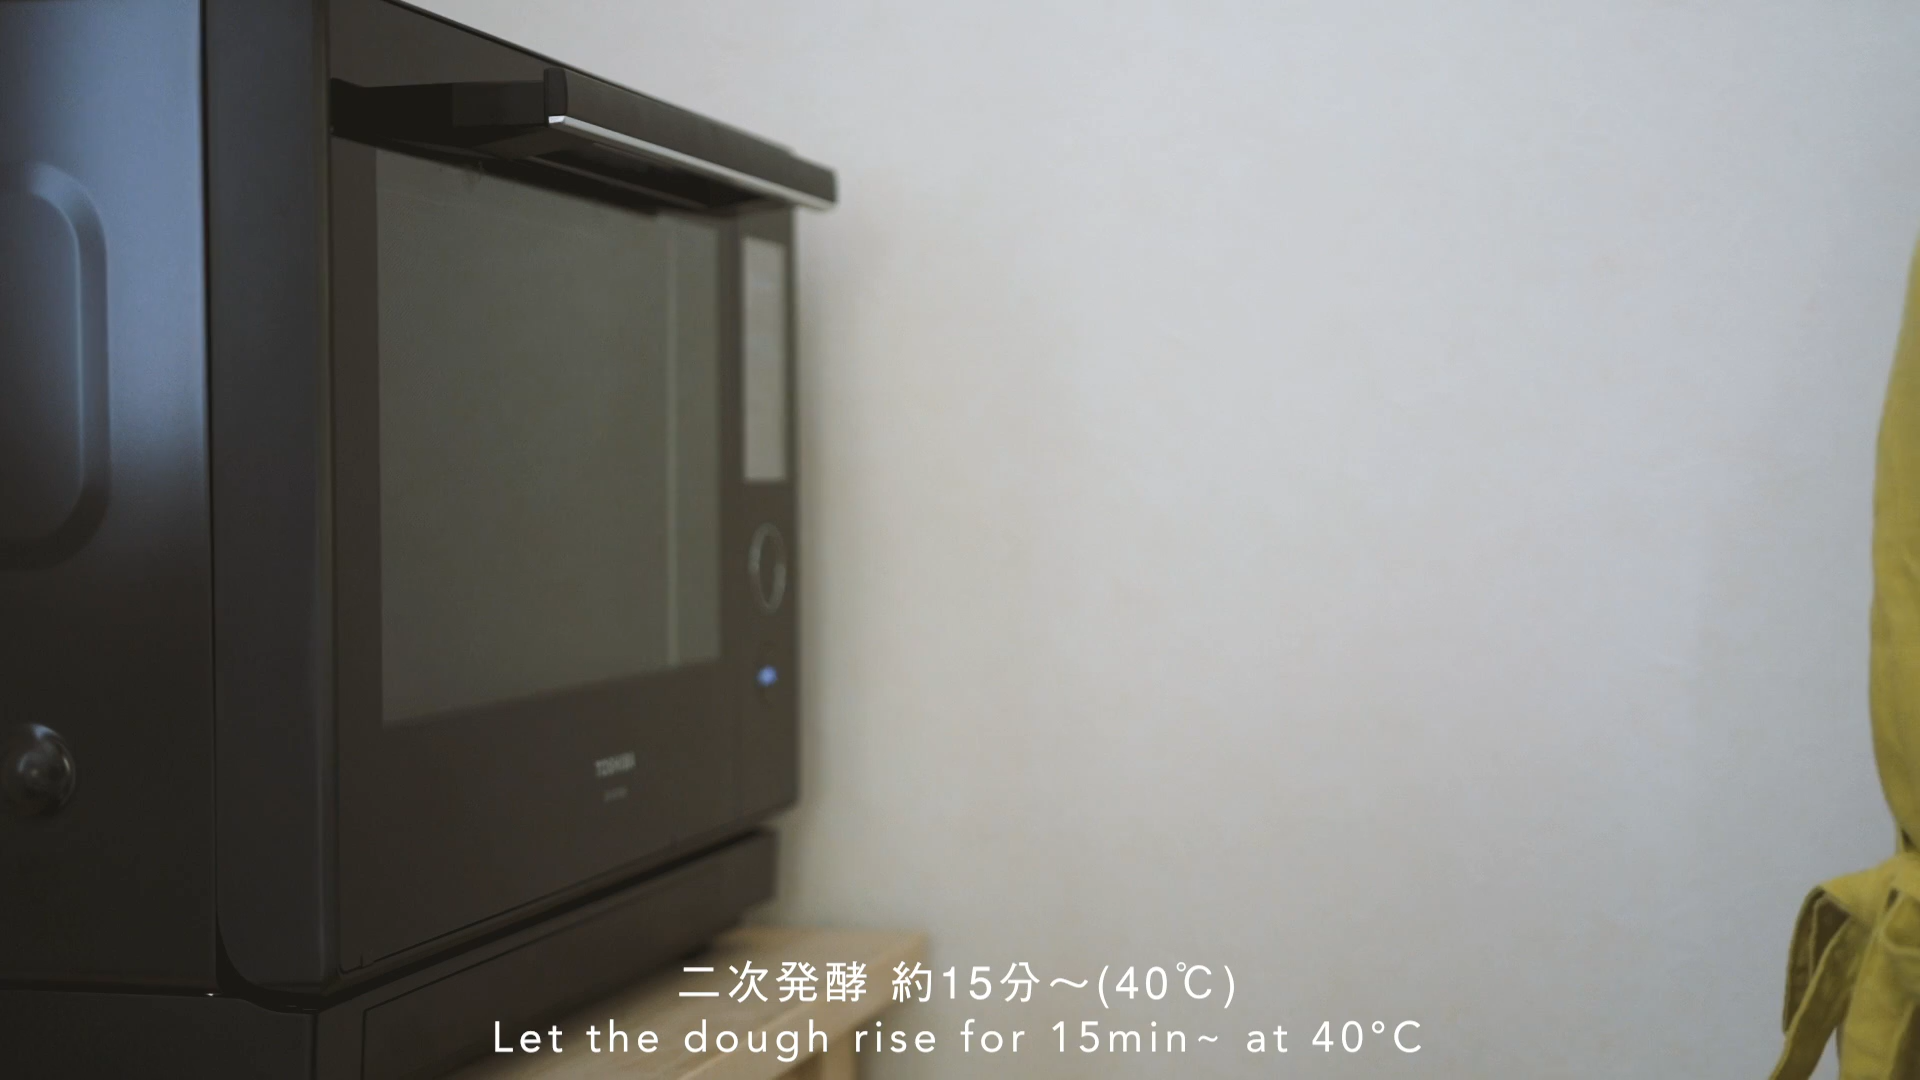 TOSHIBA
二次発酵 約15分～(40℃)
Let the dough rise for 15min~ at 40°C